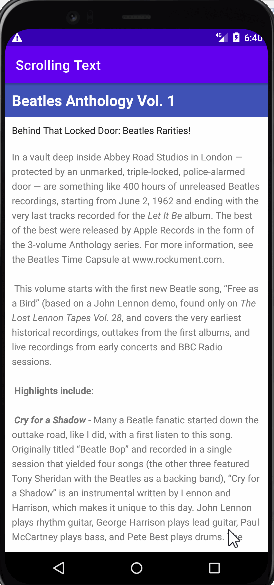 6:46
Scrolling Text
Beatles Anthology Vol. 1
Behind That Locked Door: Beatles Rarities!
In a vault deep inside Abbey Road Studios in London —
protected by an unmarked, triple-locked, police-alarmed
door — are something like 400 hours of unreleased Beatles
recordings, starting from June 2, 1962 and ending with the
very last tracks recorded for the Let It Be album. The best
of the best were released by Apple Records in the form of
the 3-volume Anthology series. For more information, see
the Beatles Time Capsule at www.rockument.com.
This volume starts with the first new Beatle song, “Free as
a Bird” (based on a John Lennon demo, found only on The
Lost Lennon Tapes Vol. 28, and covers the very earliest
historical recordings, outtakes from the first albums, and
live recordings from early concerts and BBC Radio
sessions.
Highlights include:
Cry for a Shadow - Many a Beatle fanatic started down the
outtake road, like I did, with a first listen to this song.
Originally titled “Beatle Bop” and recorded in a single
session that yielded four songs (the other three featured
Tony Sheridan with the Beatles as a backing band), “Cry for
a Shadow” is an instrumental written by Lennon and
Harrison, which makes it unique to this day. John Lennon
plays rhythm guitar, George Harrison plays lead guitar, Paul
McCartney plays bass, and Pete Best plays drums.